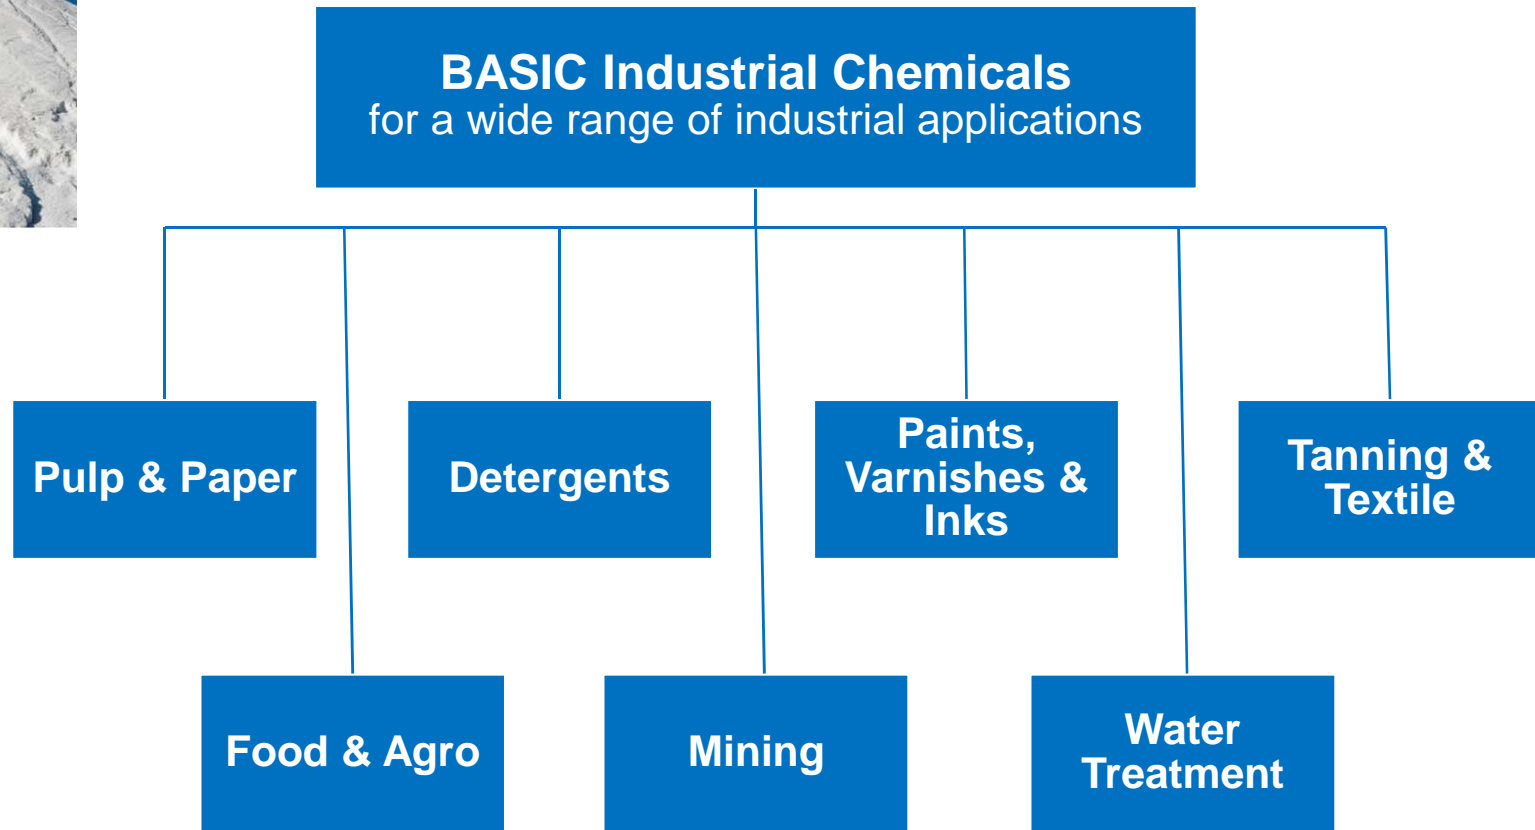 BASIC Industrial Chemicals
for a wide range of industrial applications
Pulp & Paper
Detergents
Paints,
Varnishes &
Inks
Tanning &
Textile
Food & Agro
Mining
Water
Treatment